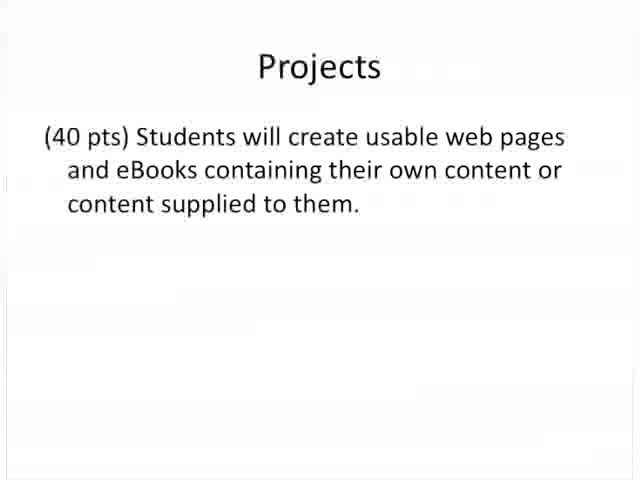 Projects
(40 pts) Students will create usable web pages
and eBooks containing their own content or
content supplied to them.